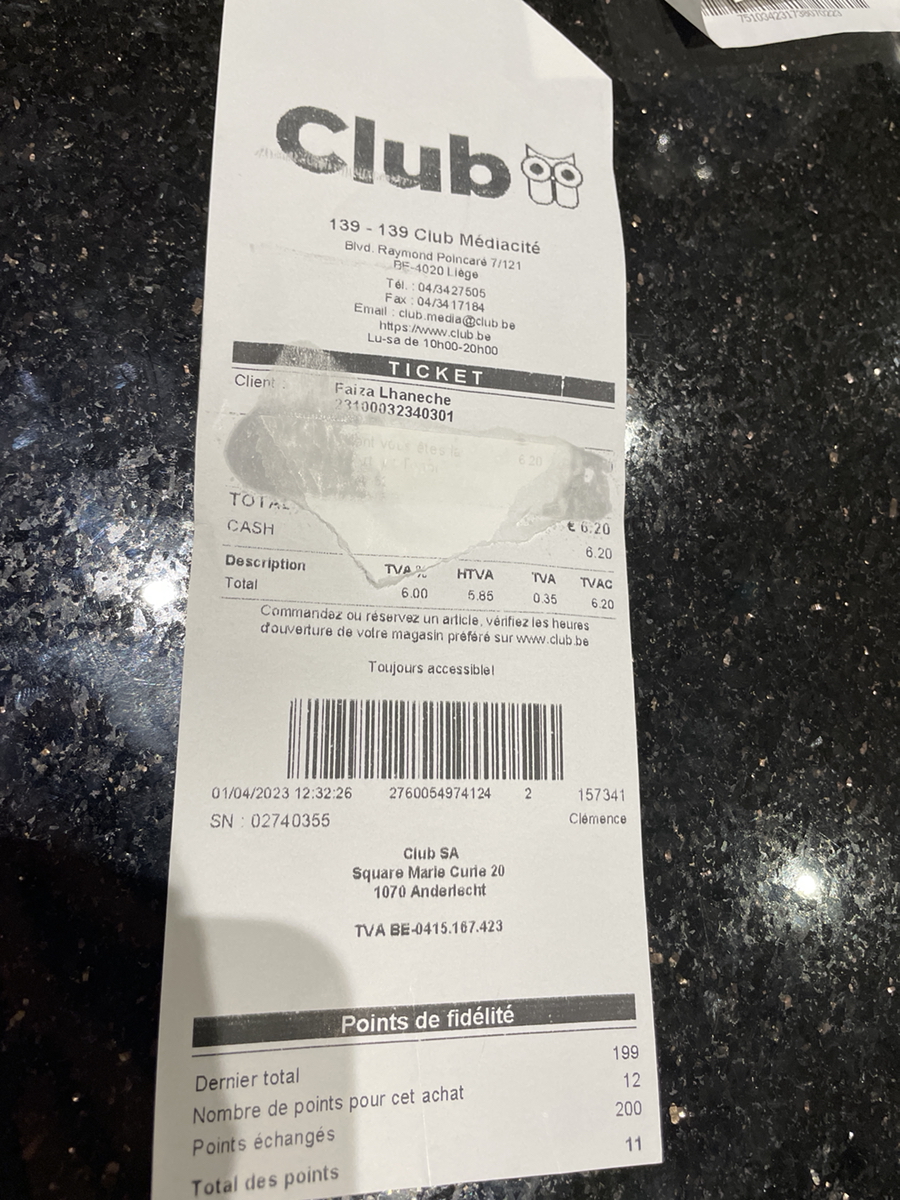 751034231738070223
Club
139 - 139 Club Médiacité
Blvd. Raymond Poincaré 7/121
BE-4020 Liège
Tél. : 04/3427505
Fax : 04/3417184
Email : club.media@club.be
https://www.club.be
Lu-sa de 10h00-20h00
TICKET
Client : Faiza Lhaneche
23100032340301
vous êtes 6.20
TOTAL € 6.20
CASH 6.20
Description TVA % HTVA TVA TVAC
Total 6.00 5.85 0.35 6.20
Commandez ou réservez un article, vérifiez les heures
d'ouverture de votre magasin préféré sur www.club.be
Toujours accessible!
01/04/2023 12:32:26 2760054974124 2 157341
SN : 02740355 Clémence
Club SA
Square Marie Curie 20
1070 Anderlecht
TVA BE-0415.167.423
Points de fidélité
Dernier total 199
Nombre de points pour cet achat 12
Points échangés 200
Total des points 11